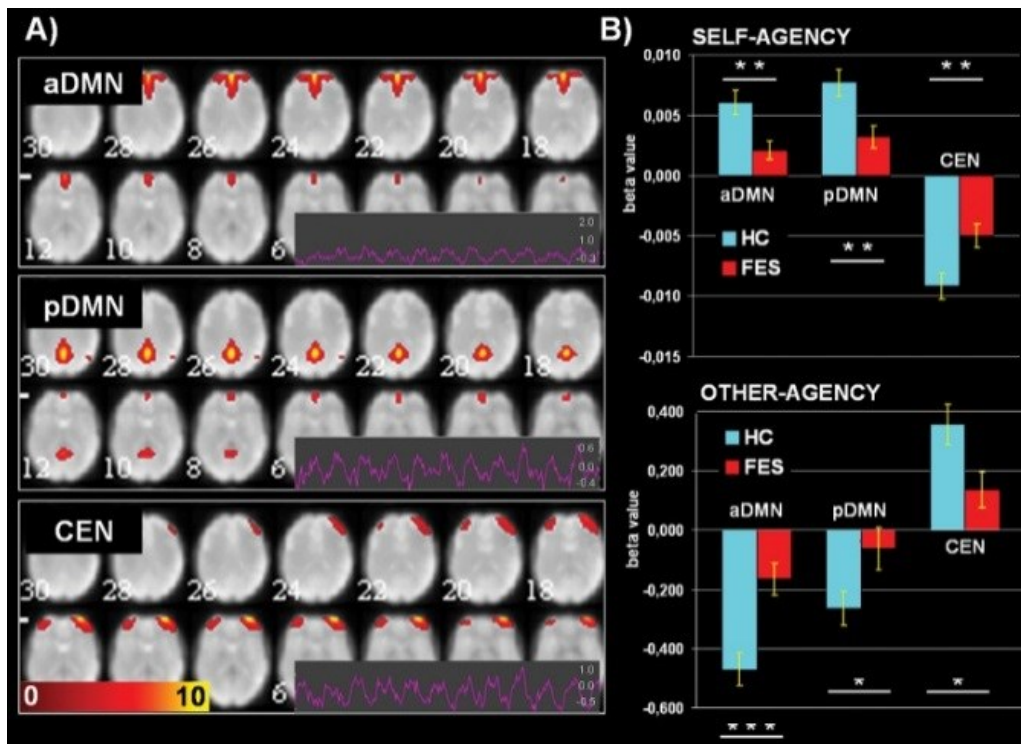 A)
aDMN
30 28 26 24 22 20 18
12 10 8 6
2.0
1.0
-0.3
pDMN
30 28 26 24 22 20 18
12 10 8 6
0.6
0.0
-0.4
CEN
30 28 26 24 22 20 18
6
1.0
0.0
-0.5
0 10
B)
SELF-AGENCY
0,010
0,005
0,000
-0,005
-0,010
-0,015
beta value
* *
* *
CEN
aDMN
pDMN
HC
FES
* *
OTHER-AGENCY
0,400
0,200
0,000
-0,200
-0,400
-0,600
beta value
HC
FES
aDMN
pDMN
CEN
*
*
* * *